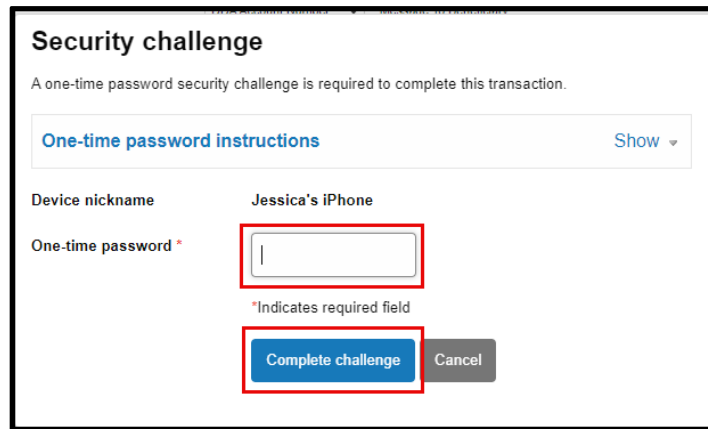 Security challenge
A one-time password security challenge is required to complete this transaction.
One-time password instructions Show
Device nickname Jessica's iPhone
One-time password *
*Indicates required field
Complete challenge Cancel